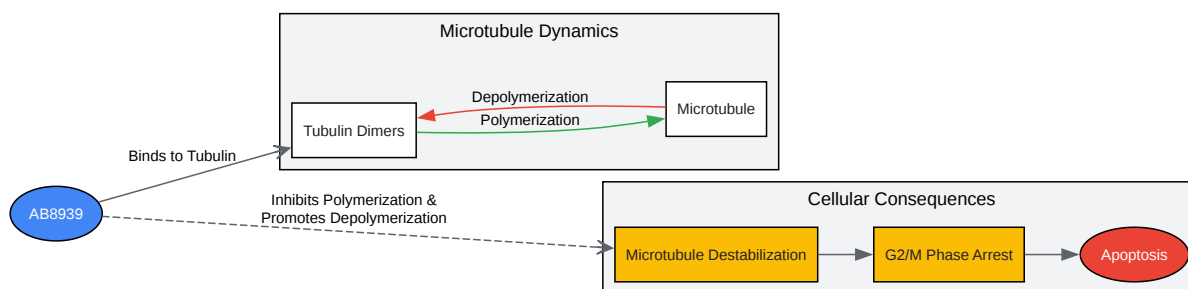 Microtubule Dynamics
Depolymerization
Microtubule
Tubulin Dimers
Polymerization
Binds to Tubulin
AB8939
Inhibits Polymerization &
Promotes Depolymerization
Cellular Consequences
Microtubule Destabilization
G2/M Phase Arrest
Apoptosis